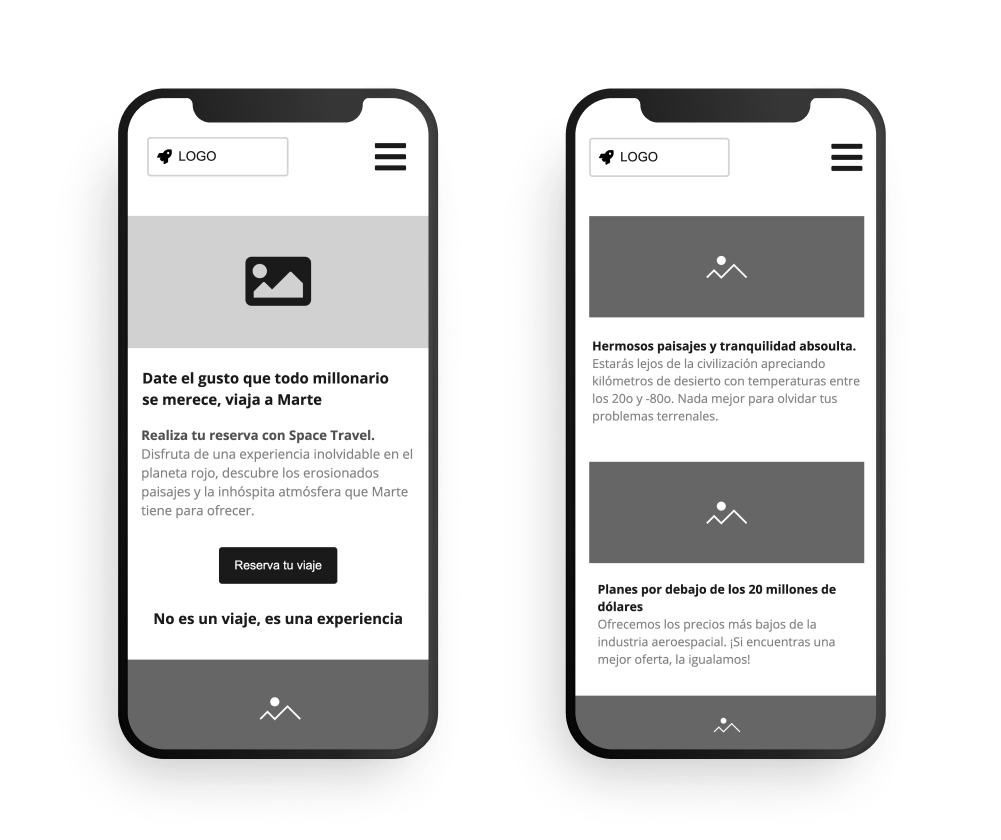 LOGO
Date el gusto que todo millonario
se merece, viaja a Marte
Realiza tu reserva con Space Travel.
Disfruta de una experiencia inolvidable en el
planeta rojo, descubre los erosionados
paisajes y la inhóspita atmósfera que Marte
tiene para ofrecer.
Reserva tu viaje
No es un viaje, es una experiencia
LOGO
Hermosos paisajes y tranquilidad absoulta.
Estarás lejos de la civilización apreciando
kilómetros de desierto con temperaturas entre
los 20o y -80o. Nada mejor para olvidar tus
problemas terrenales.
Planes por debajo de los 20 millones de
dólares
Ofrecemos los precios más bajos de la
industria aeroespacial. ¡Si encuentras una
mejor oferta, la igualamos!